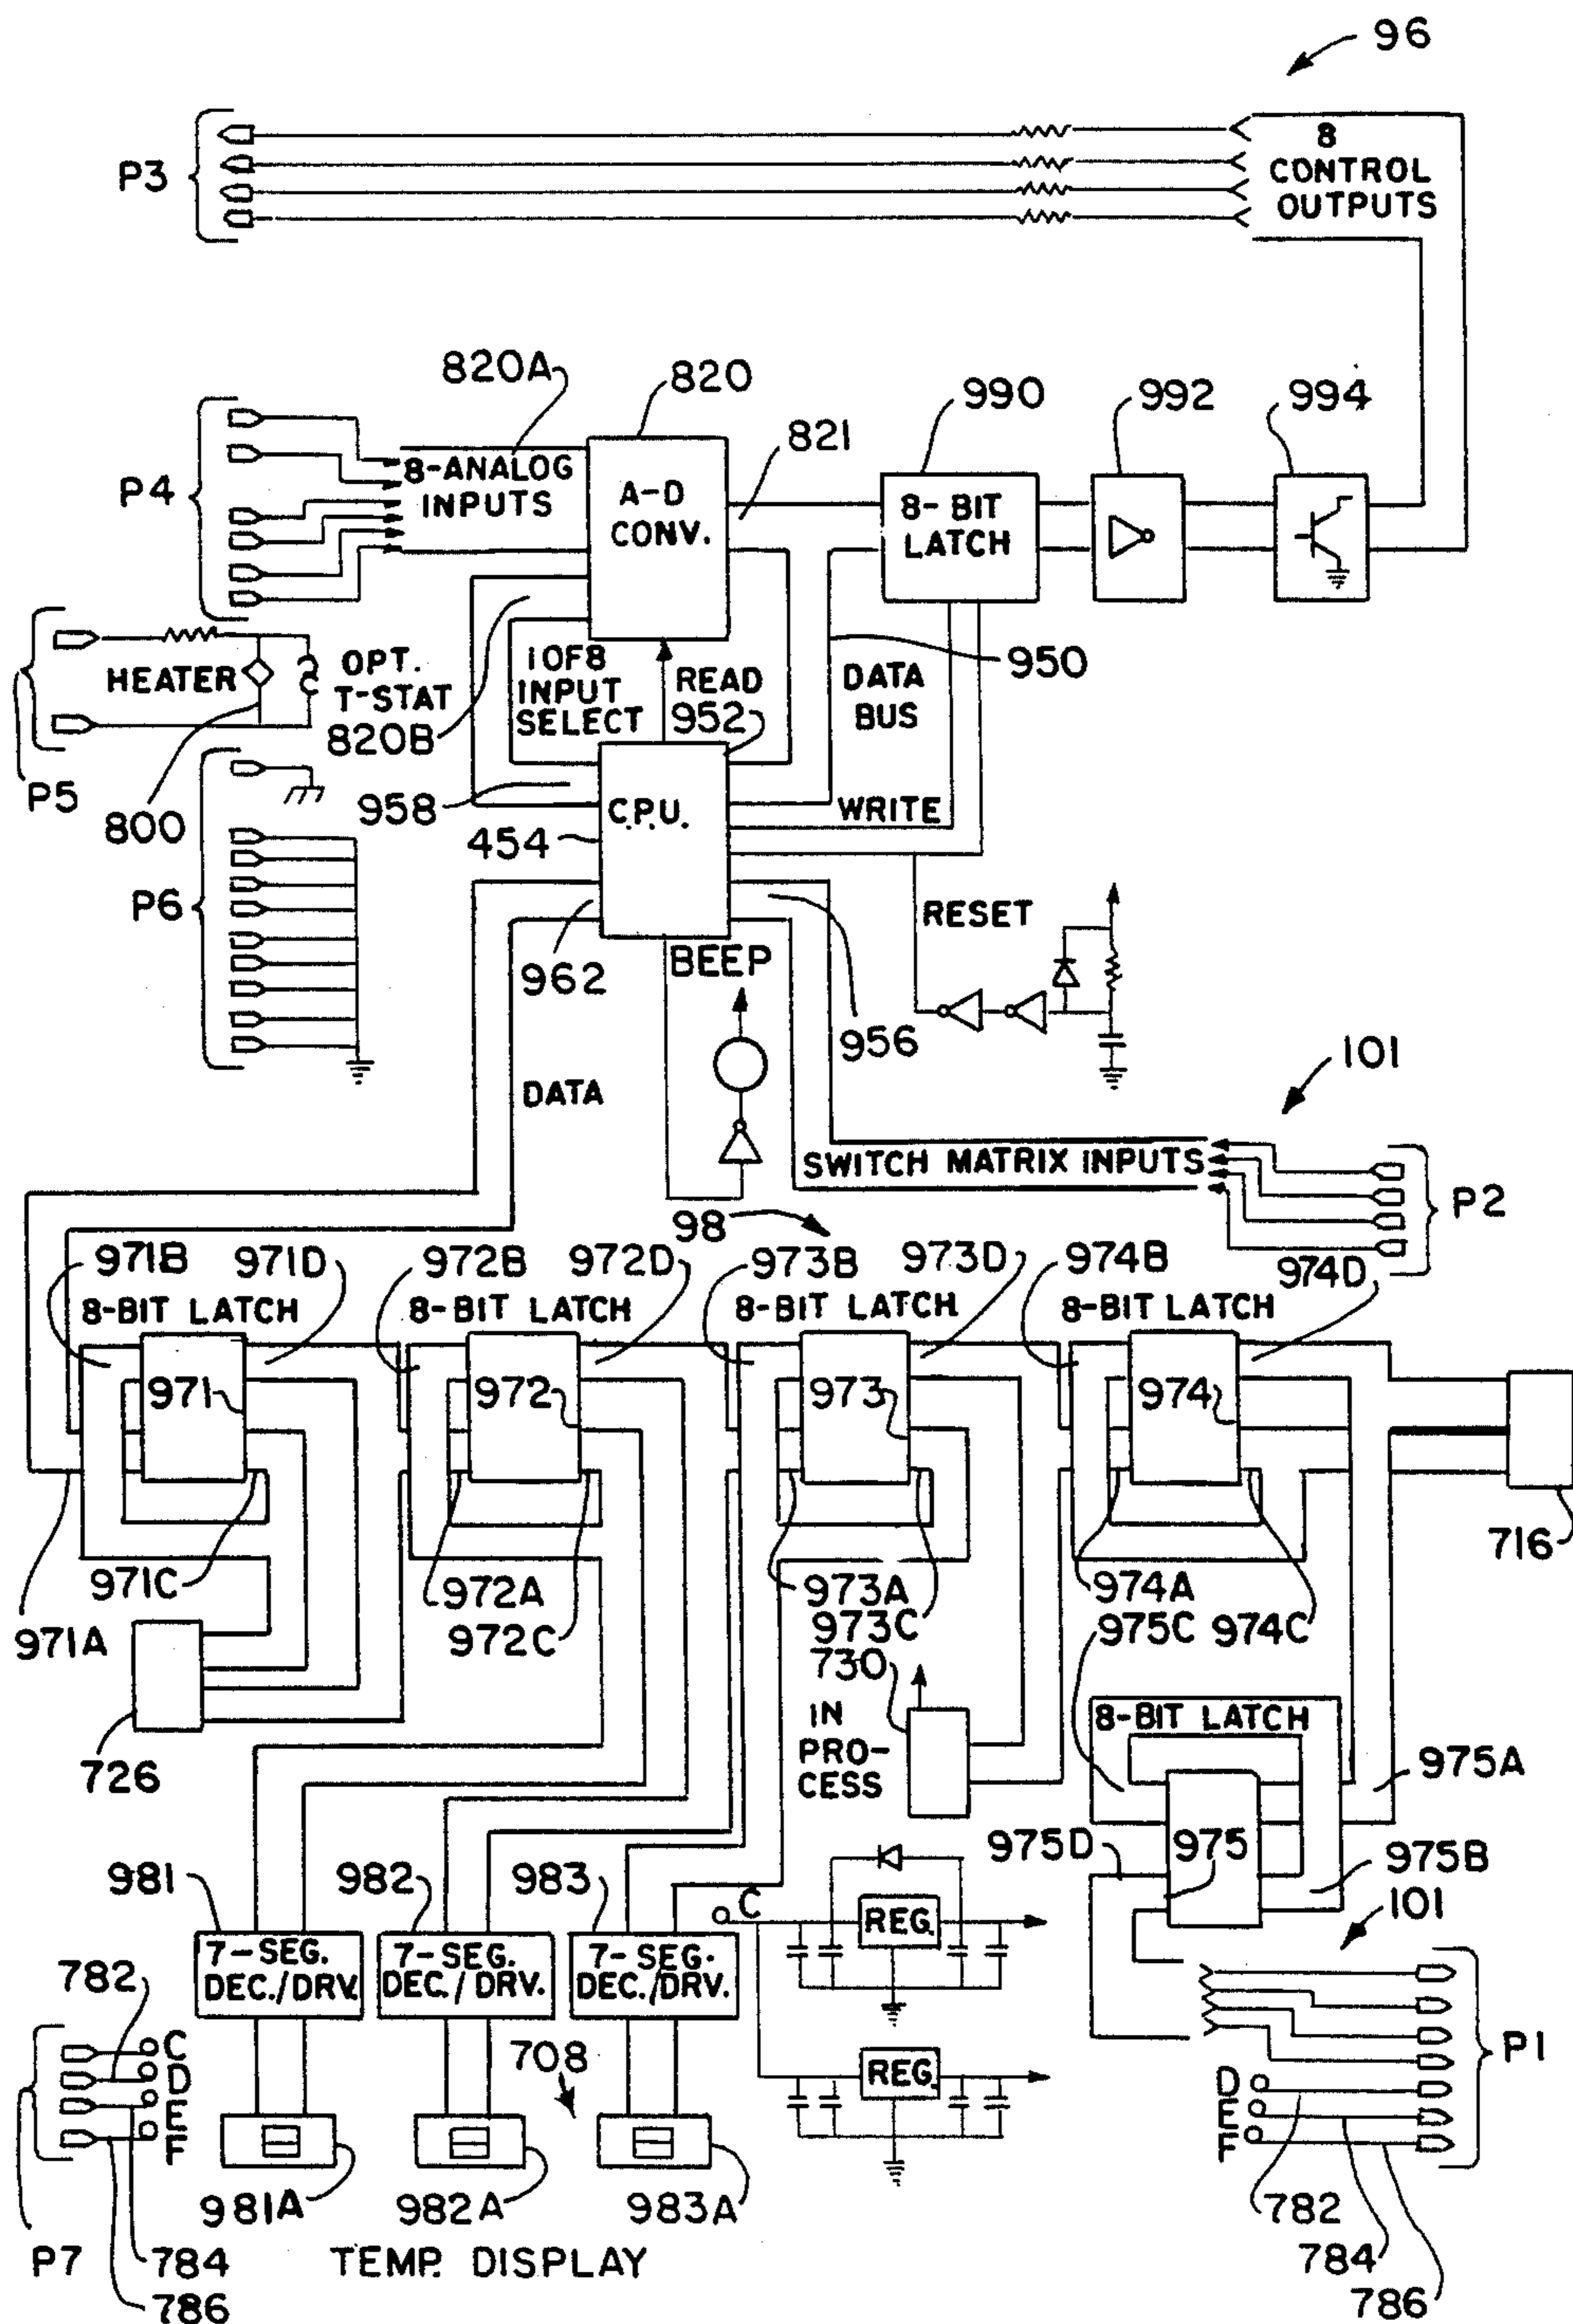 96
P3
8
CONTROL
OUTPUTS
820A
820
990
992
994
821
P4
8-ANALOG
INPUTS
A-D
CONV.
8-BIT
LATCH
HEATER
OPT.
T-STAT
820B
1 OF 8
INPUT
SELECT
READ
952
DATA
BUS
950
P5
800
958
C.P.U.
WRITE
454
P6
962
BEEP
956
RESET
DATA
101
SWITCH MATRIX INPUTS
P2
98
971B
971D
972B
972D
973B
973D
974B
974D
8-BIT LATCH
8-BIT LATCH
8-BIT LATCH
8-BIT LATCH
971
972
973
974
716
971A
971C
972A
972C
973A
973C
974A
975C
974C
730
726
IN
PRO-
CESS
8-BIT LATCH
975A
975D
975
975B
981
982
983
C
REG.
101
7-SEG.
DEC./DRV.
7-SEG.
DEC./DRV.
7-SEG.
DEC./DRV.
782
C
D
E
F
708
REG.
P1
D
E
F
P7
981A
982A
983A
782
784
786
784
786
TEMP. DISPLAY